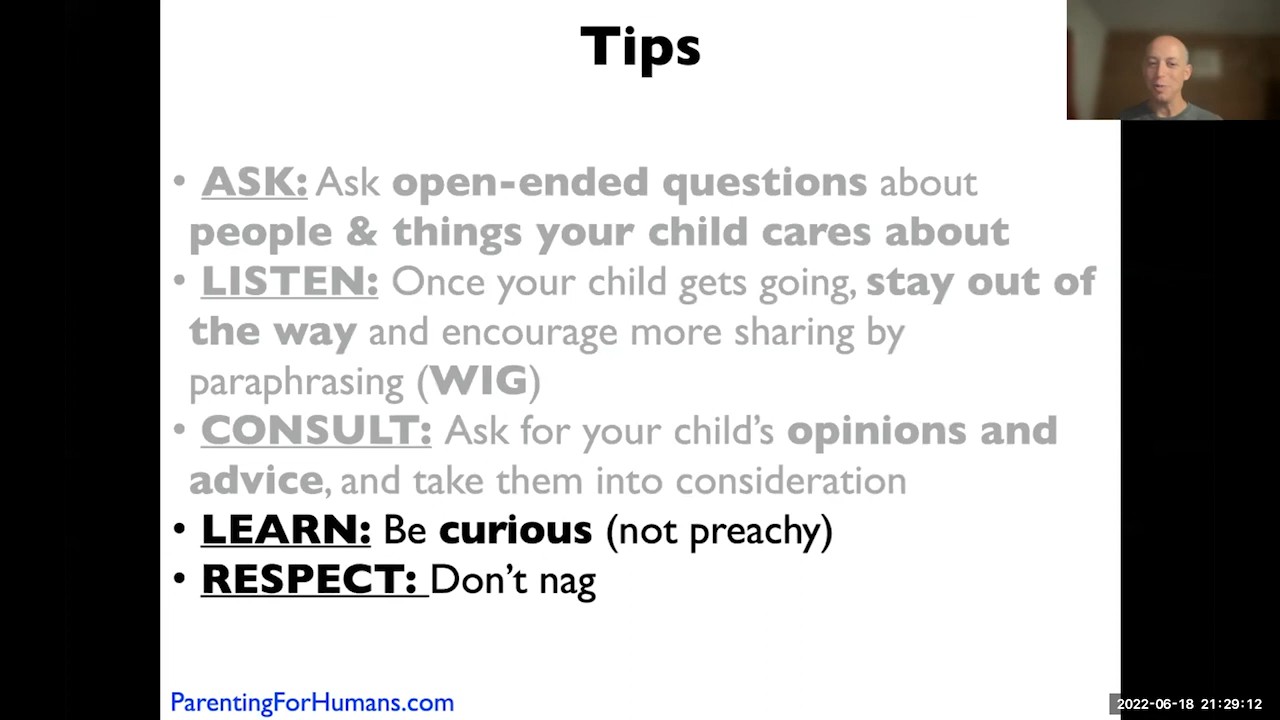 Tips
• ASK: Ask open-ended questions about
people & things your child cares about
• LISTEN: Once your child gets going, stay out of
the way and encourage more sharing by
paraphrasing (WIG)
• CONSULT: Ask for your child’s opinions and
advice, and take them into consideration
• LEARN: Be curious (not preachy)
• RESPECT: Don’t nag
ParentingForHumans.com
2022-06-18 21:29:12